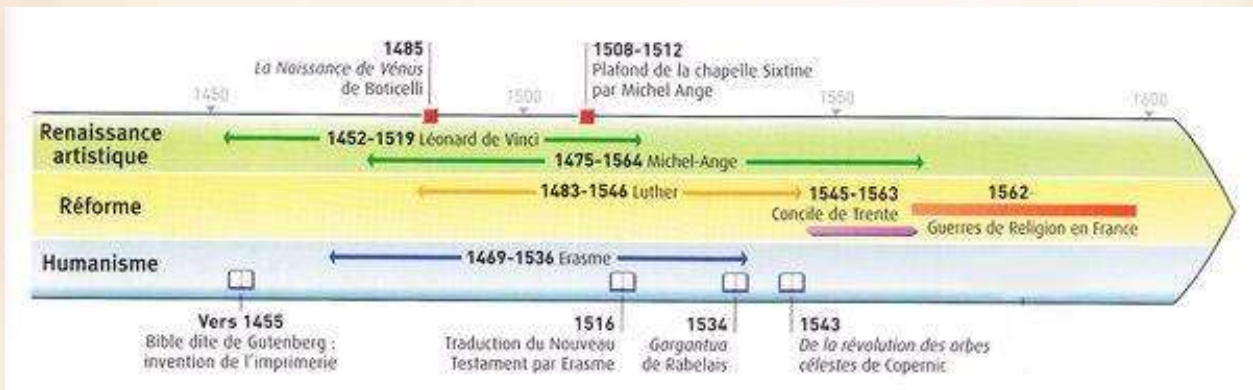 1485
La Naissance de Vénus
de Boticelli
1508-1512
Plafond de la chapelle Sixtine
par Michel Ange
1450
1500
1550
1600
Renaissance
artistique
1452-1519 Léonard de Vinci
1475-1564 Michel-Ange
Réforme
1483-1546 Luther
1545-1563
Concile de Trente
1562
Guerres de Religion en France
Humanisme
1469-1536 Erasme
Vers 1455
Bible dite de Gutenberg :
invention de l'imprimerie
1516
Traduction du Nouveau
Testament par Erasme
1534
Gargantua
de Rabelais
1543
De la révolution des orbes
célestes de Copernic